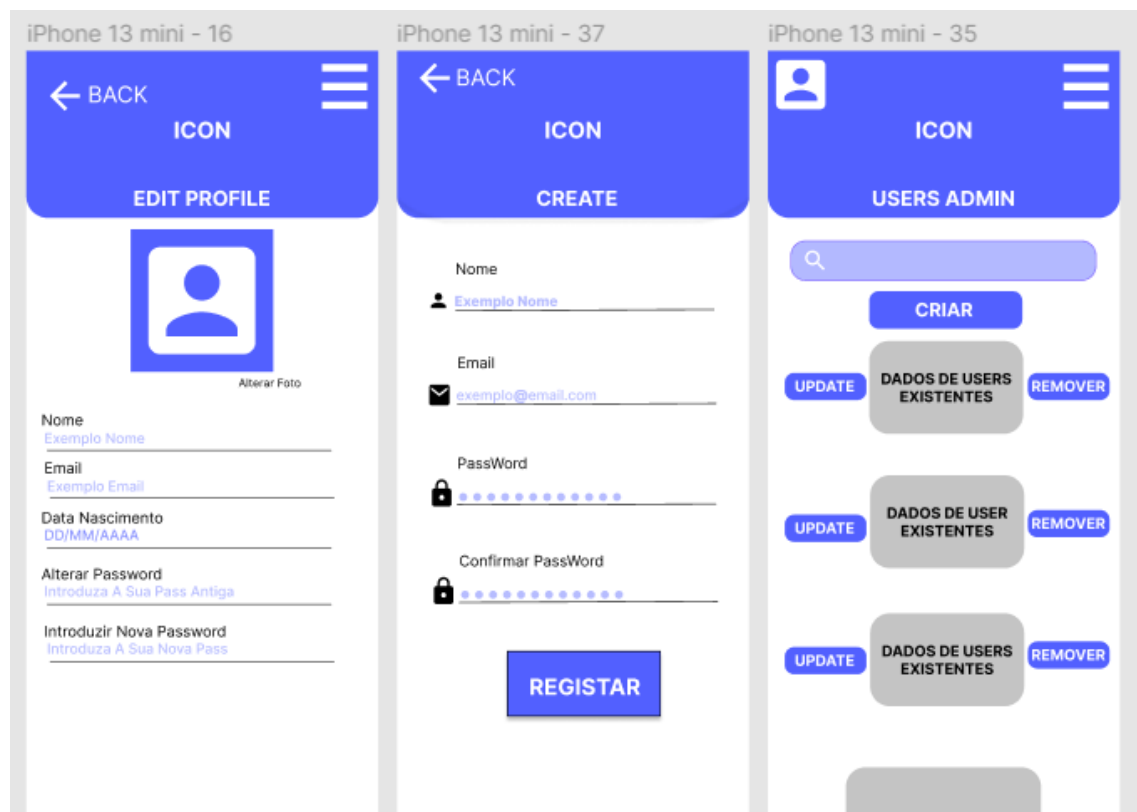 iPhone 13 mini - 16
BACK
ICON
EDIT PROFILE
Alterar Foto
Nome
Exemplo Nome
Email
Exemplo Email
Data Nascimento
DD/MM/AAAA
Alterar Password
Introduza A Sua Pass Antiga
Introduzir Nova Password
Introduza A Sua Nova Pass
iPhone 13 mini - 37
BACK
ICON
CREATE
Nome
Exemplo Nome
Email
exemplo@email.com
PassWord
Confirmar PassWord
REGISTAR
iPhone 13 mini - 35
ICON
USERS ADMIN
CRIAR
UPDATE
DADOS DE USERS
EXISTENTES
REMOVER
UPDATE
DADOS DE USER
EXISTENTES
REMOVER
UPDATE
DADOS DE USERS
EXISTENTES
REMOVER